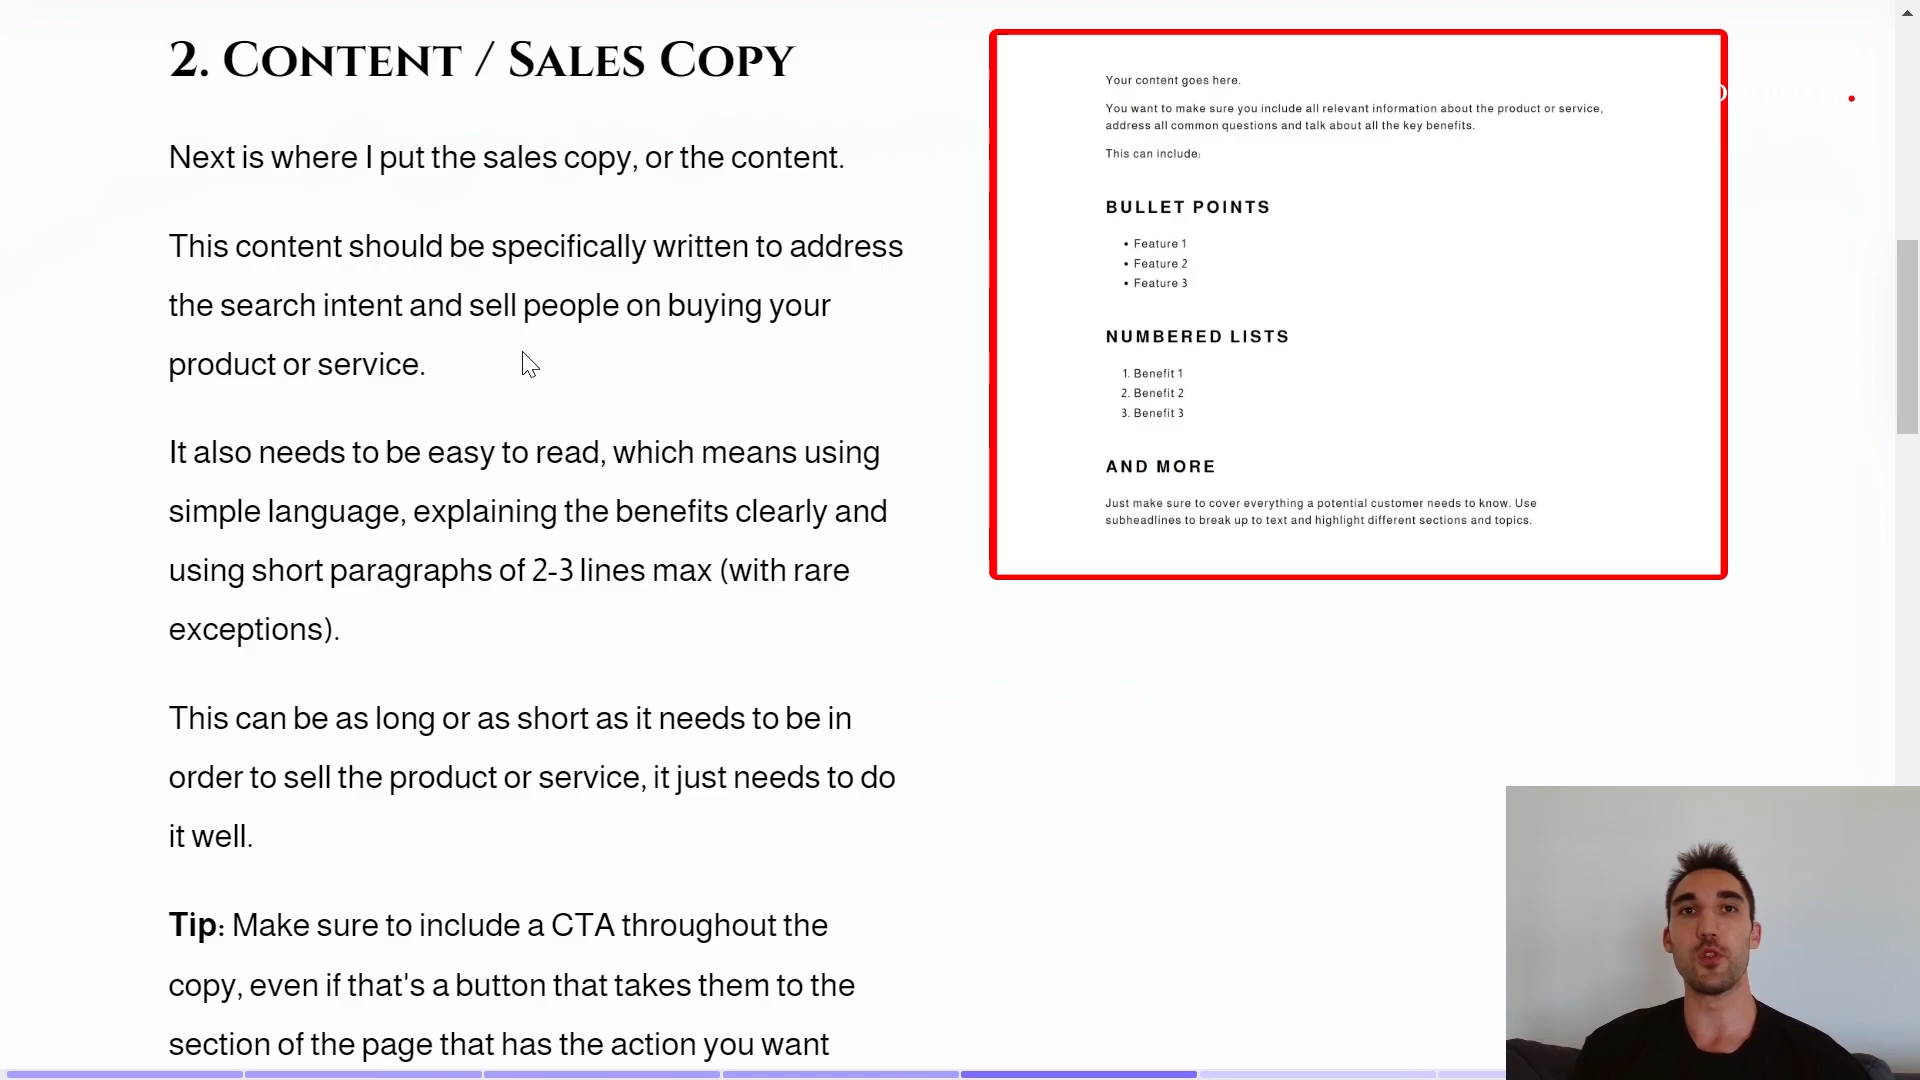 2. Content / Sales Copy
Next is where I put the sales copy, or the content.
This content should be specifically written to address
the search intent and sell people on buying your
product or service.
It also needs to be easy to read, which means using
simple language, explaining the benefits clearly and
using short paragraphs of 2-3 lines max (with rare
exceptions).
This can be as long or as short as it needs to be in
order to sell the product or service, it just needs to do
it well.
Tip: Make sure to include a CTA throughout the
copy, even if that's a button that takes them to the
section of the page that has the action you want
Your content goes here.
You want to make sure you include all relevant information about the product or service,
address all common questions and talk about all the key benefits.
This can include:
BULLET POINTS
• Feature 1
• Feature 2
• Feature 3
NUMBERED LISTS
1. Benefit 1
2. Benefit 2
3. Benefit 3
AND MORE
Just make sure to cover everything a potential customer needs to know. Use
subheadlines to break up to text and highlight different sections and topics.